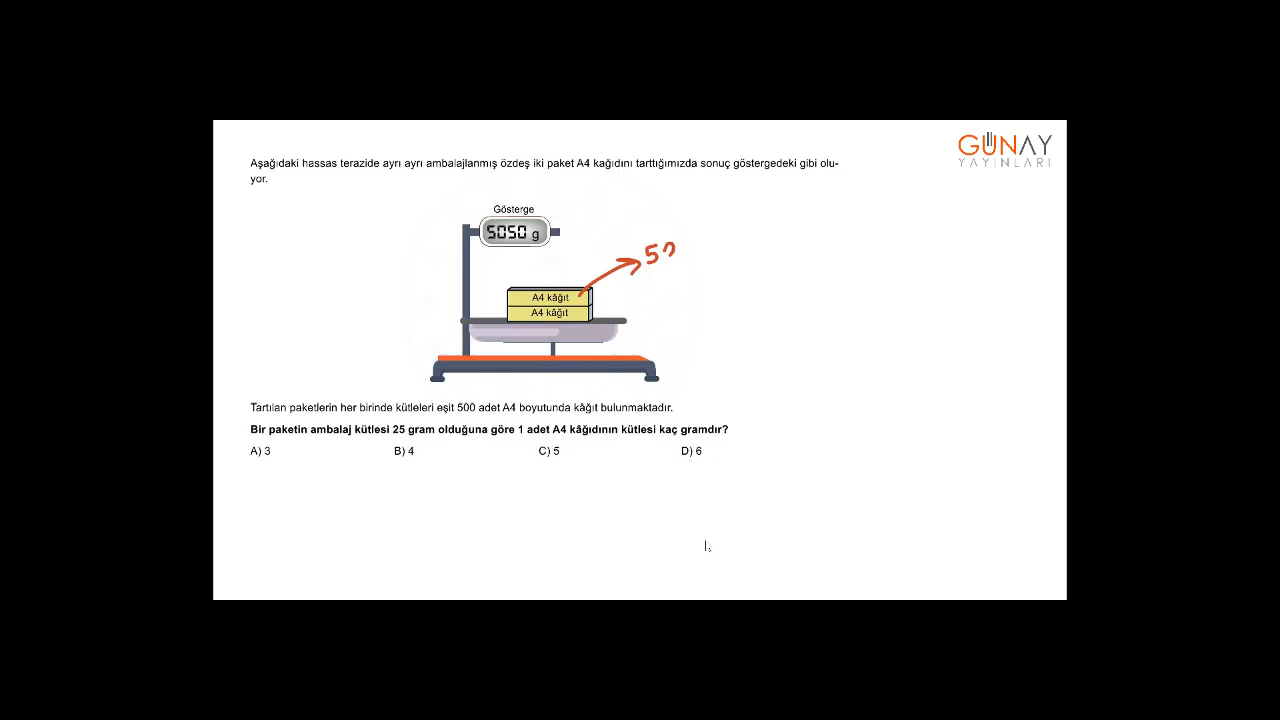 GÜNAY
YAYINLARI
Aşağıdaki hassas terazide ayrı ayrı ambalajlanmış özdeş iki paket A4 kağıdını tarttığımızda sonuç göstergedeki gibi olu-
yor.
Gösterge
5050 g
A4 kâğıt
A4 kâğıt
Tartılan paketlerin her birinde kütleleri eşit 500 adet A4 boyutunda kâğıt bulunmaktadır.
Bir paketin ambalaj kütlesi 25 gram olduğuna göre 1 adet A4 kâğıdının kütlesi kaç gramdır?
A) 3 B) 4 C) 5 D) 6